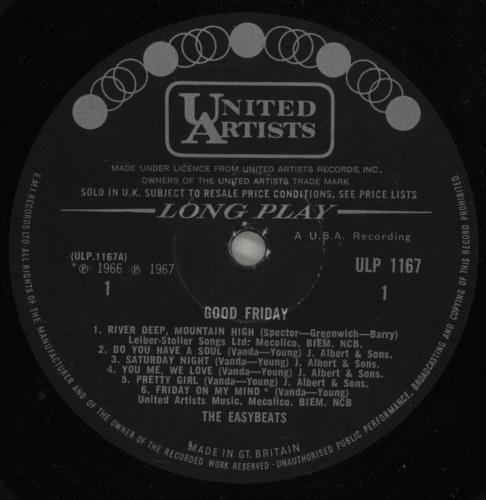 UNITED
ARTISTS
MADE UNDER LICENCE FROM UNITED ARTISTS RECORDS, INC.,
OWNERS OF THE UNITED ARTISTS TRADE MARK
SOLD IN U.K. SUBJECT TO RESALE PRICE CONDITIONS, SEE PRICE LISTS
LONG PLAY
A U.S.A. Recording
(ULP.1167A)
℗ 1966 ℗ 1967
1
ULP 1167
1
GOOD FRIDAY
1. RIVER DEEP, MOUNTAIN HIGH (Spector—Greenwich—Barry)
Leiber-Stoller Songs Ltd: Mecolico. BIEM. NCB.
2. DO YOU HAVE A SOUL (Vanda—Young) J. Albert & Sons.
3. SATURDAY NIGHT (Vanda—Young) J. Albert & Sons.
4. YOU ME, WE LOVE (Vanda—Young) J. Albert & Sons.
5. PRETTY GIRL (Vanda—Young) J. Albert & Sons.
6. FRIDAY ON MY MIND * (Vanda—Young)
United Artists Music. Mecolico. BIEM. NCB
THE EASYBEATS
MADE IN GT. BRITAIN
E.M.I. RECORDS LTD ALL RIGHTS OF THE MANUFACTURER AND OF THE OWNER OF THE RECORDED WORK RESERVED · UNAUTHORISED PUBLIC PERFORMANCE, BROADCASTING AND COPYING OF THIS RECORD PROHIBITED.